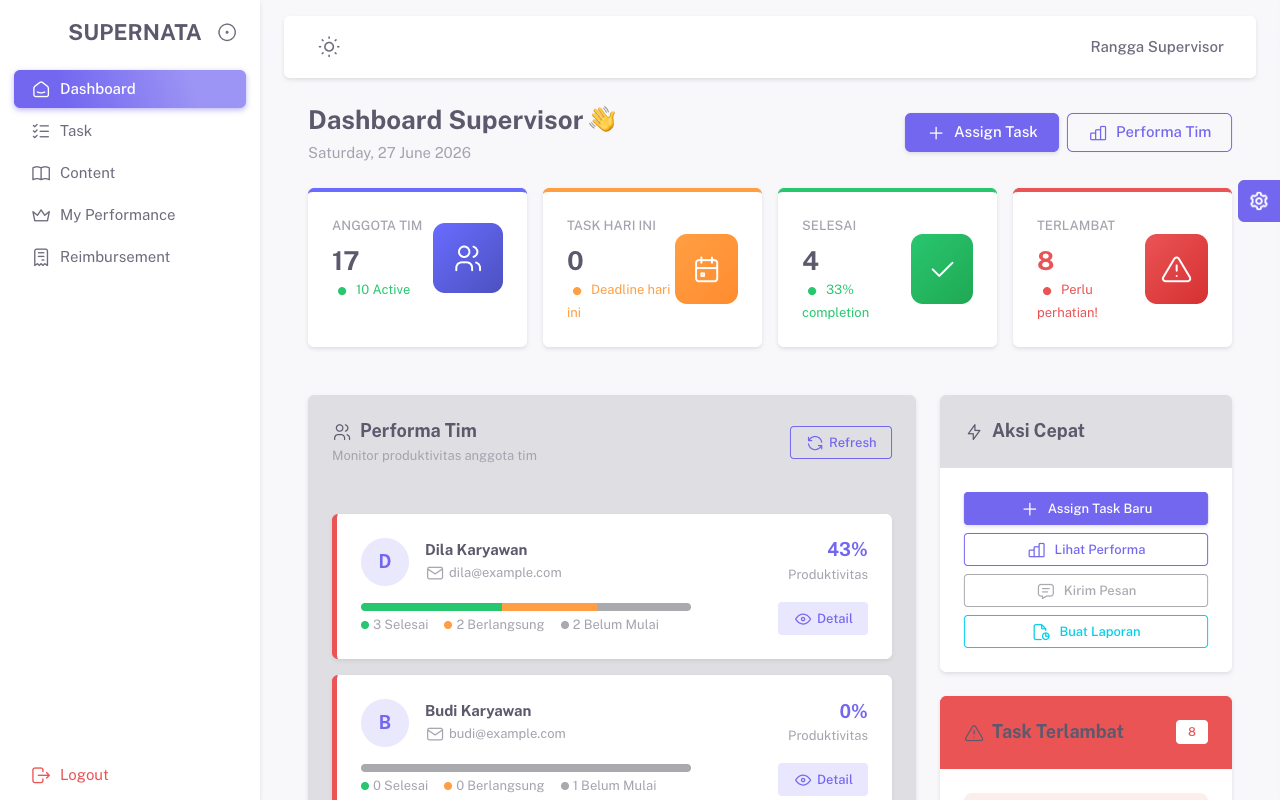 SUPERNATA
Dashboard
Task
Content
My Performance
Reimbursement
Logout
Rangga Supervisor
Dashboard Supervisor 👋
Saturday, 27 June 2026
Assign Task
Performa Tim
ANGGOTA TIM
17
10 Active
TASK HARI INI
0
Deadline hari
ini
SELESAI
4
33%
completion
TERLAMBAT
8
Perlu
perhatian!
Performa Tim
Monitor produktivitas anggota tim
Refresh
D
Dila Karyawan
dila@example.com
43%
Produktivitas
3 Selesai
2 Berlangsung
2 Belum Mulai
Detail
B
Budi Karyawan
budi@example.com
0%
Produktivitas
0 Selesai
0 Berlangsung
1 Belum Mulai
Detail
Aksi Cepat
Assign Task Baru
Lihat Performa
Kirim Pesan
Buat Laporan
Task Terlambat
8